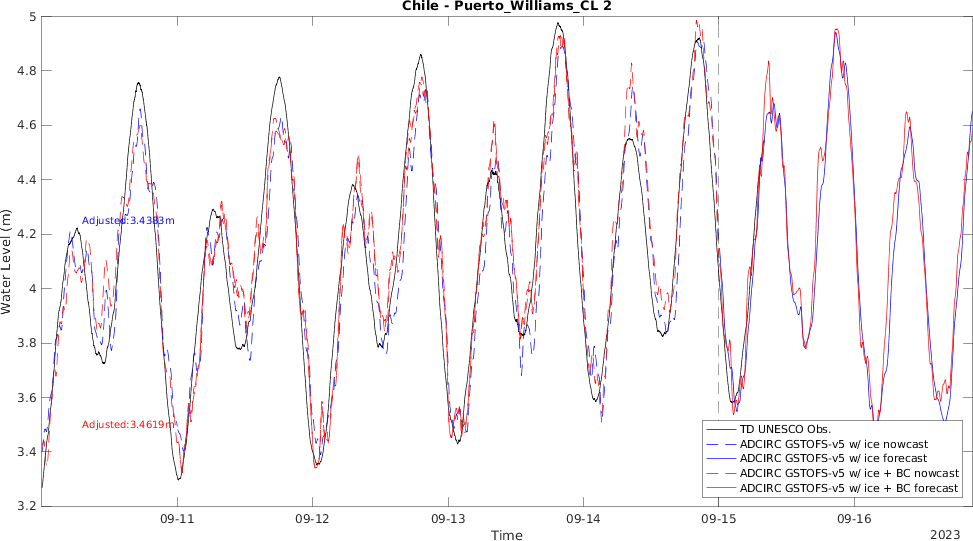 Chile - Puerto_Williams_CL 2
5
4.8
4.6
4.4
4.2
4
3.8
3.6
3.4
3.2
Water Level (m)
Adjusted:3.4383m
Adjusted:3.4619m
TD UNESCO Obs.
ADCIRC GSTOFS-v5 w/ ice nowcast
ADCIRC GSTOFS-v5 w/ ice forecast
ADCIRC GSTOFS-v5 w/ ice + BC nowcast
ADCIRC GSTOFS-v5 w/ ice + BC forecast
09-11 09-12 09-13 09-14 09-15 09-16
Time
2023